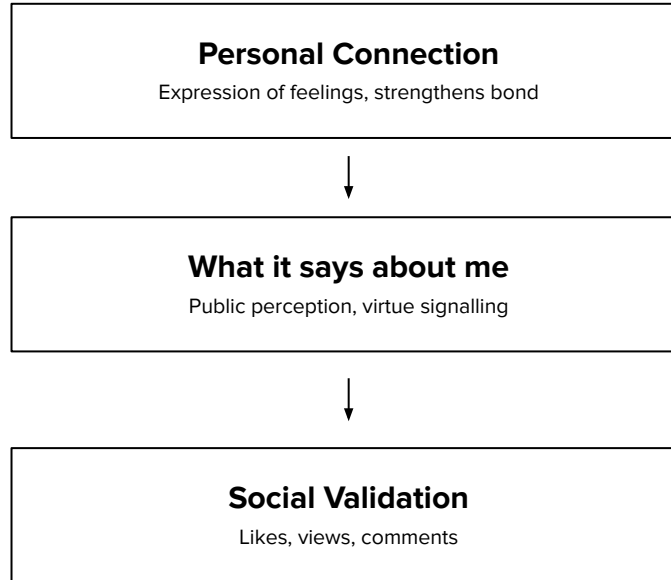 Personal Connection
Expression of feelings, strengthens bond
What it says about me
Public perception, virtue signalling
Social Validation
Likes, views, comments